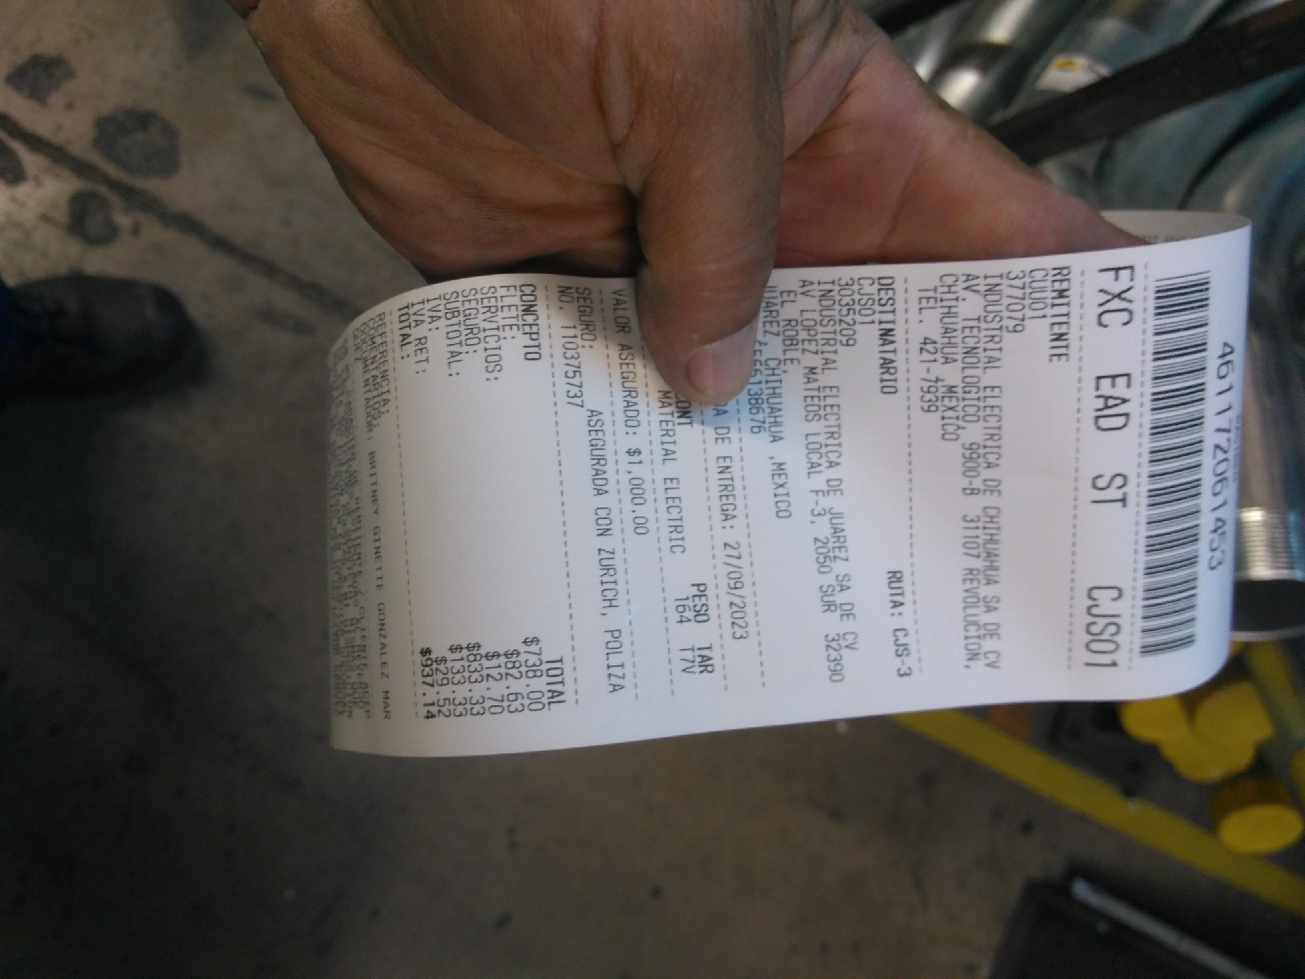 461172061453
FXC EAD ST CJS01
REMITENTE
CUU01
377079
INDUSTRIAL ELECTRICA DE CHIHUAHUA SA DE CV
AV. TECNOLOGICO 9900-B 31107 REVOLUCION,
CHIHUAHUA ,MEXICO
TEL. 421-7939
RUTA: CJS-3
DESTINATARIO
CJS01
3035209
INDUSTRIAL ELECTRICA DE JUAREZ SA DE CV
AV LOPEZ MATEOS LOCAL F-3, 2050 SUR 32390
EL ROBLE,
JUAREZ, CHIHUAHUA ,MEXICO
6138676
DE ENTREGA: 27/09/2023
CONT PESO TAR
MATERIAL ELECTRIC 164 T7V
VALOR ASEGURADO: $1,000.00
SEGURO: ASEGURADA CON ZURICH, POLIZA
NO. 110375737
CONCEPTO TOTAL
FLETE: $738.00
SERVICIOS: $82.63
SEGURO: $12.70
SUBTOTAL: $833.33
IVA: $133.33
IVA RET: $29.52
TOTAL: $937.14
REFERENCIA:
COMENTARIOS:
DOCUMENTADOR: BRITNEY GINETTE GONZALEZ MAR